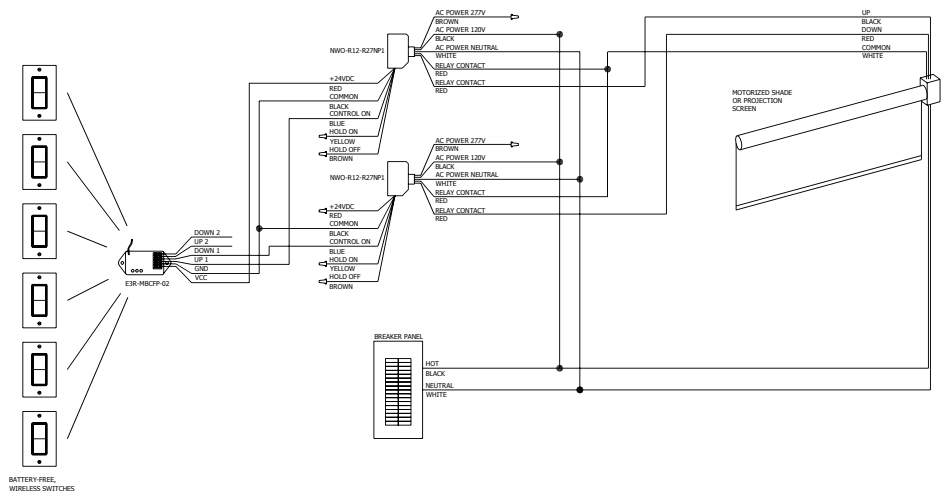 AC POWER 277V
BROWN
AC POWER 120V
BLACK
AC POWER NEUTRAL
WHITE
RELAY CONTACT
RED
RELAY CONTACT
RED
NWO-R12-R27NP1
+24VDC
RED
COMMON
BLACK
CONTROL ON
BLUE
HOLD ON
YELLOW
HOLD OFF
BROWN
UP
BLACK
DOWN
RED
COMMON
WHITE
MOTORIZED SHADE
OR PROJECTION
SCREEN
AC POWER 277V
BROWN
AC POWER 120V
BLACK
AC POWER NEUTRAL
WHITE
RELAY CONTACT
RED
RELAY CONTACT
RED
NWO-R12-R27NP1
+24VDC
RED
COMMON
BLACK
CONTROL ON
BLUE
HOLD ON
YELLOW
HOLD OFF
BROWN
DOWN 2
UP 2
DOWN 1
UP 1
GND
VCC
E3R-MBCFP-02
BREAKER PANEL
HOT
BLACK
NEUTRAL
WHITE
BATTERY-FREE,
WIRELESS SWITCHES